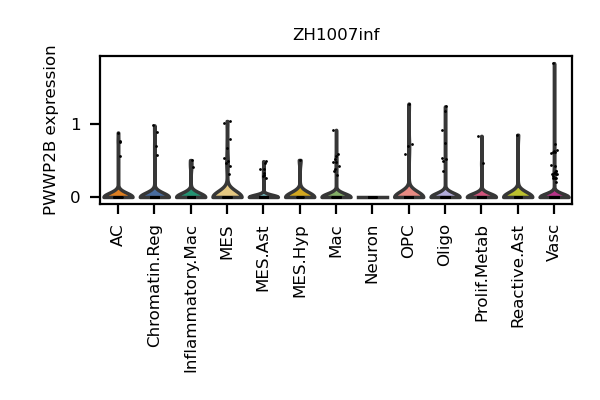 ZH1007inf
PWWP2B expression
1
0
AC
Chromatin.Reg
Inflammatory.Mac
MES
MES.Ast
MES.Hyp
Mac
Neuron
OPC
Oligo
Prolif.Metab
Reactive.Ast
Vasc